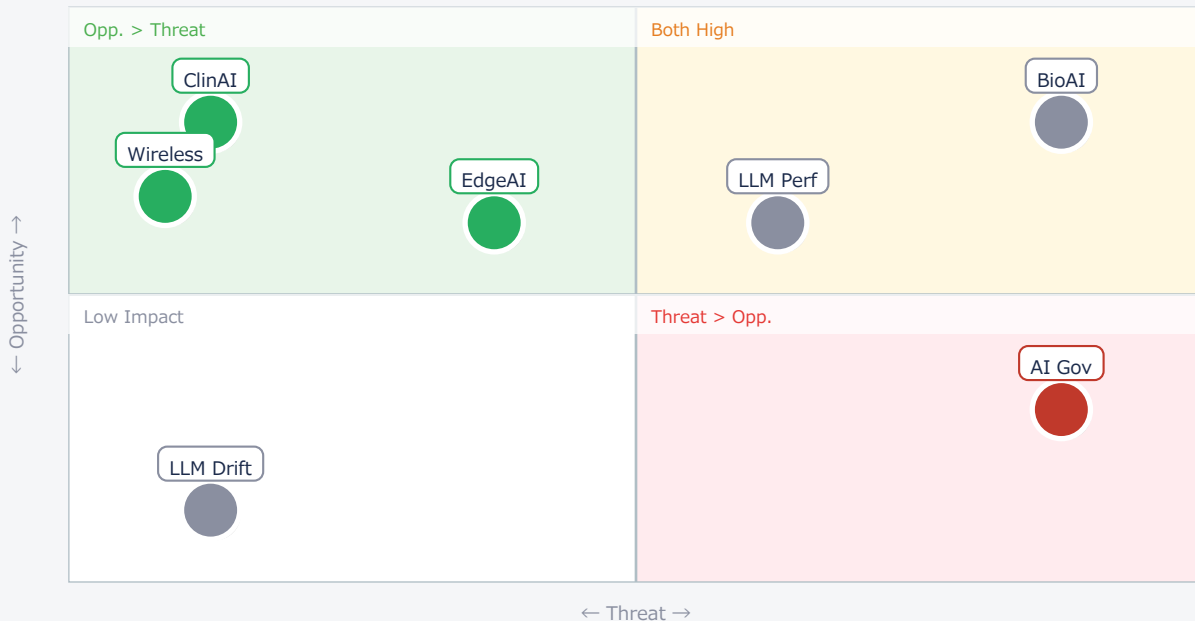 Opp. > Threat
Both High
ClinAI
BioAI
Wireless
EdgeAI
LLM Perf
← Opportunity →
Low Impact
Threat > Opp.
AI Gov
LLM Drift
← Threat →